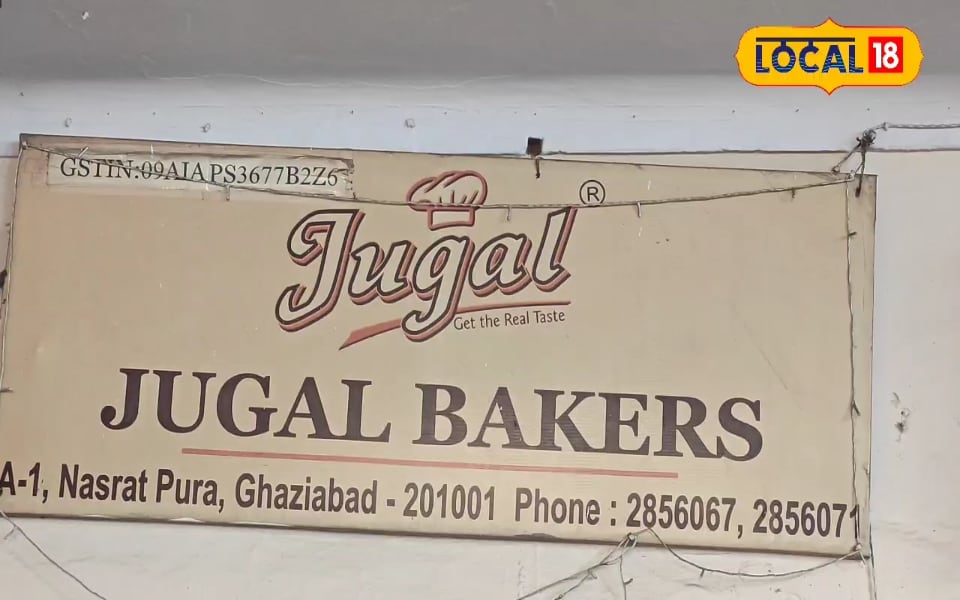 LOCAL 18
GSTIN:09AIAPS3677B2Z6
Jugal ®
Get the Real Taste
JUGAL BAKERS
A-1, Nasrat Pura, Ghaziabad - 201001 Phone : 2856067, 2856071